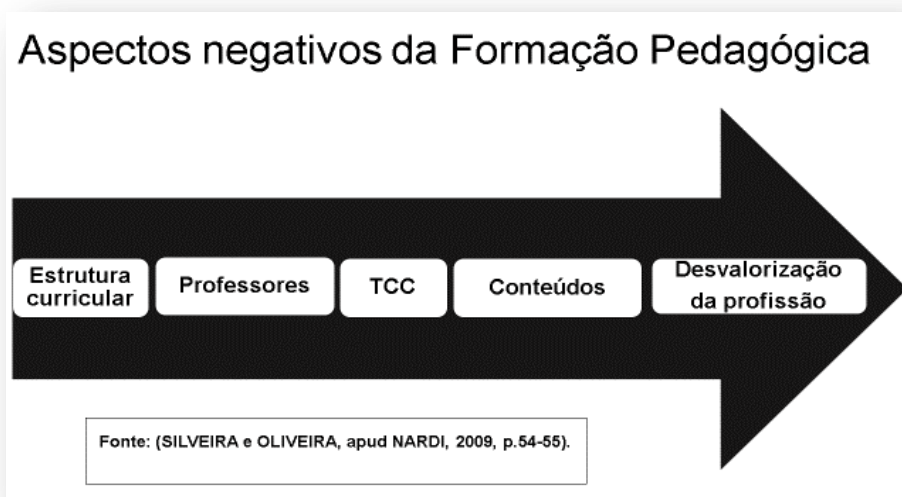 Aspectos negativos da Formação Pedagógica
Estrutura
curricular
Professores
TCC
Conteúdos
Desvalorização
da profissão
Fonte: (SILVEIRA e OLIVEIRA, apud NARDI, 2009, p.54-55).